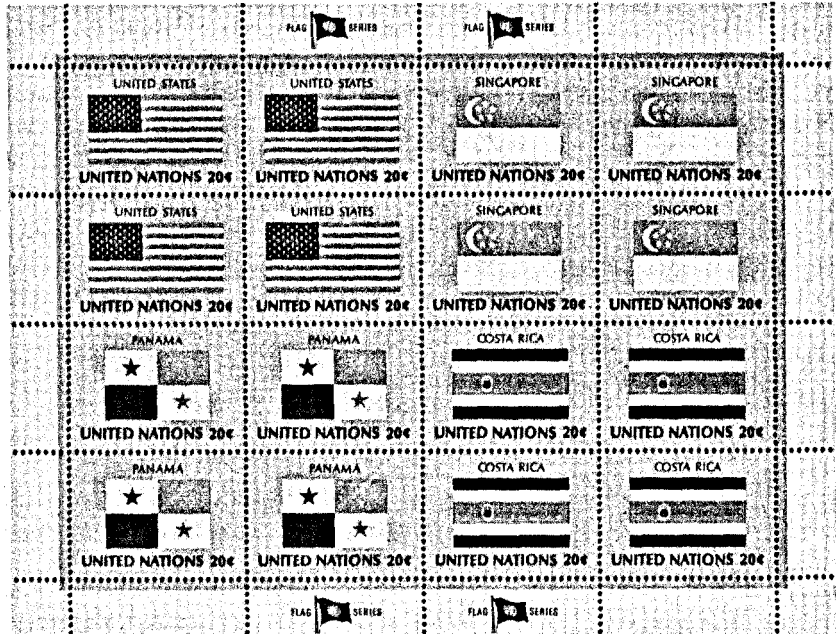 FLAG SERIES FLAG SERIES
UNITED STATES UNITED STATES SINGAPORE SINGAPORE
UNITED NATIONS 20¢ UNITED NATIONS 20¢ UNITED NATIONS 20¢ UNITED NATIONS 20¢
UNITED STATES UNITED STATES SINGAPORE SINGAPORE
UNITED NATIONS 20¢ UNITED NATIONS 20¢ UNITED NATIONS 20¢ UNITED NATIONS 20¢
PANAMA PANAMA COSTA RICA COSTA RICA
UNITED NATIONS 20¢ UNITED NATIONS 20¢ UNITED NATIONS 20¢ UNITED NATIONS 20¢
PANAMA PANAMA COSTA RICA COSTA RICA
UNITED NATIONS 20¢ UNITED NATIONS 20¢ UNITED NATIONS 20¢ UNITED NATIONS 20¢
FLAG SERIES FLAG SERIES